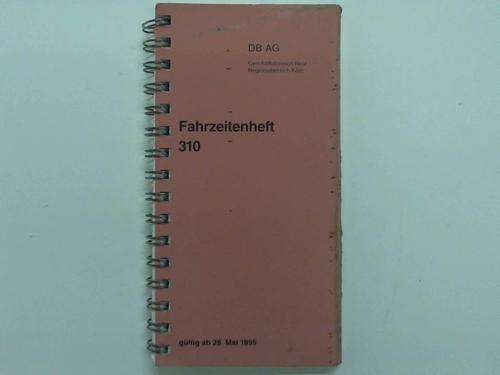 DB AG
Geschäftsbereich Netz
Regionalbereich Köln
Fahrzeitenheft
310
gültig ab 28. Mai 1995